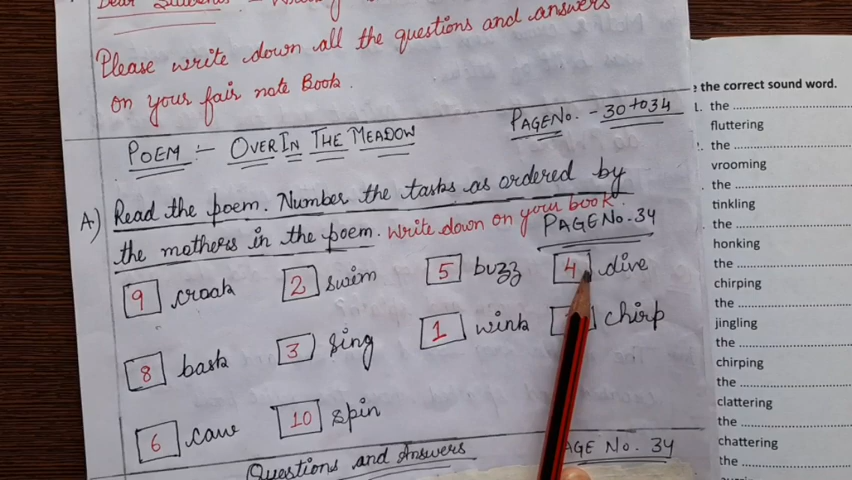 Dear Students
Please write down all the questions and answers
on your fair note Book.
POEM :- OVER IN THE MEADOW
PAGE No. - 30 to 34
A) Read the poem. Number the tasks as ordered by
the mothers in the poem. Write down on your book.
PAGE No. 34
9 croak 2 swim 5 buzz 4 dive
8 bask 3 sing 1 wink chirp
6 caw 10 spin
Questions and Answers
AGE No. 34
e the correct sound word.
1. the
fluttering
the
vrooming
the
tinkling
the
honking
the
chirping
the
jingling
the
chirping
the
clattering
the
chattering
the